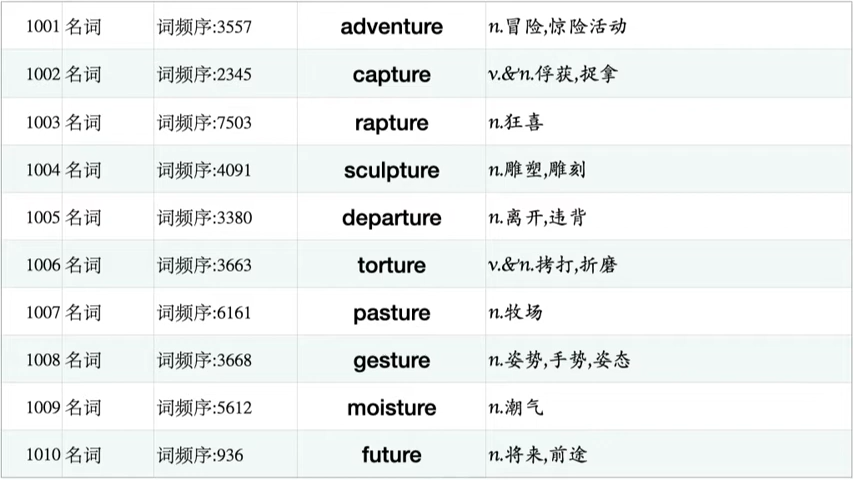 1001 名词 词频序:3557 adventure n.冒险,惊险活动
1002 名词 词频序:2345 capture v.&n.俘获,捉拿
1003 名词 词频序:7503 rapture n.狂喜
1004 名词 词频序:4091 sculpture n.雕塑,雕刻
1005 名词 词频序:3380 departure n.离开,违背
1006 名词 词频序:3663 torture v.&n.拷打,折磨
1007 名词 词频序:6161 pasture n.牧场
1008 名词 词频序:3668 gesture n.姿势,手势,姿态
1009 名词 词频序:5612 moisture n.潮气
1010 名词 词频序:936 future n.将来,前途